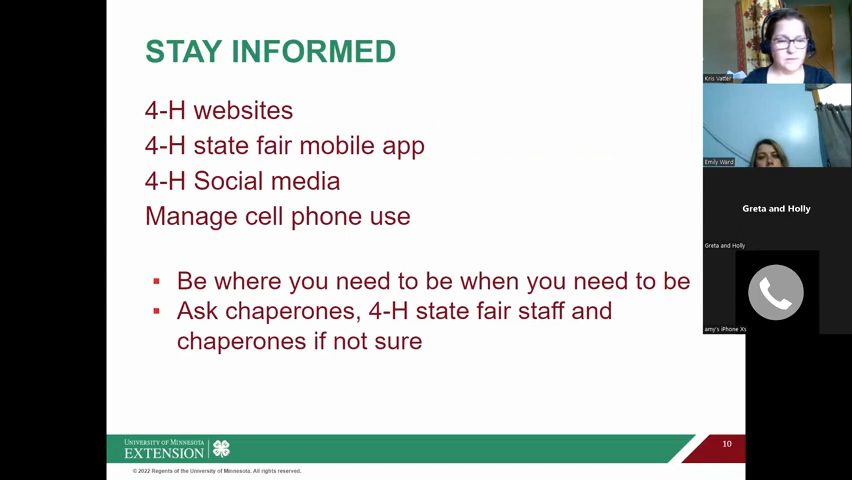 STAY INFORMED
4-H websites
4-H state fair mobile app
4-H Social media
Manage cell phone use
▪ Be where you need to be when you need to be
▪ Ask chaperones, 4-H state fair staff and
chaperones if not sure
UNIVERSITY OF MINNESOTA
EXTENSION
10
© 2022 Regents of the University of Minnesota. All rights reserved.
Kris Vatter
Emily Ward
Greta and Holly
Greta and Holly
amy's iPhone Xs